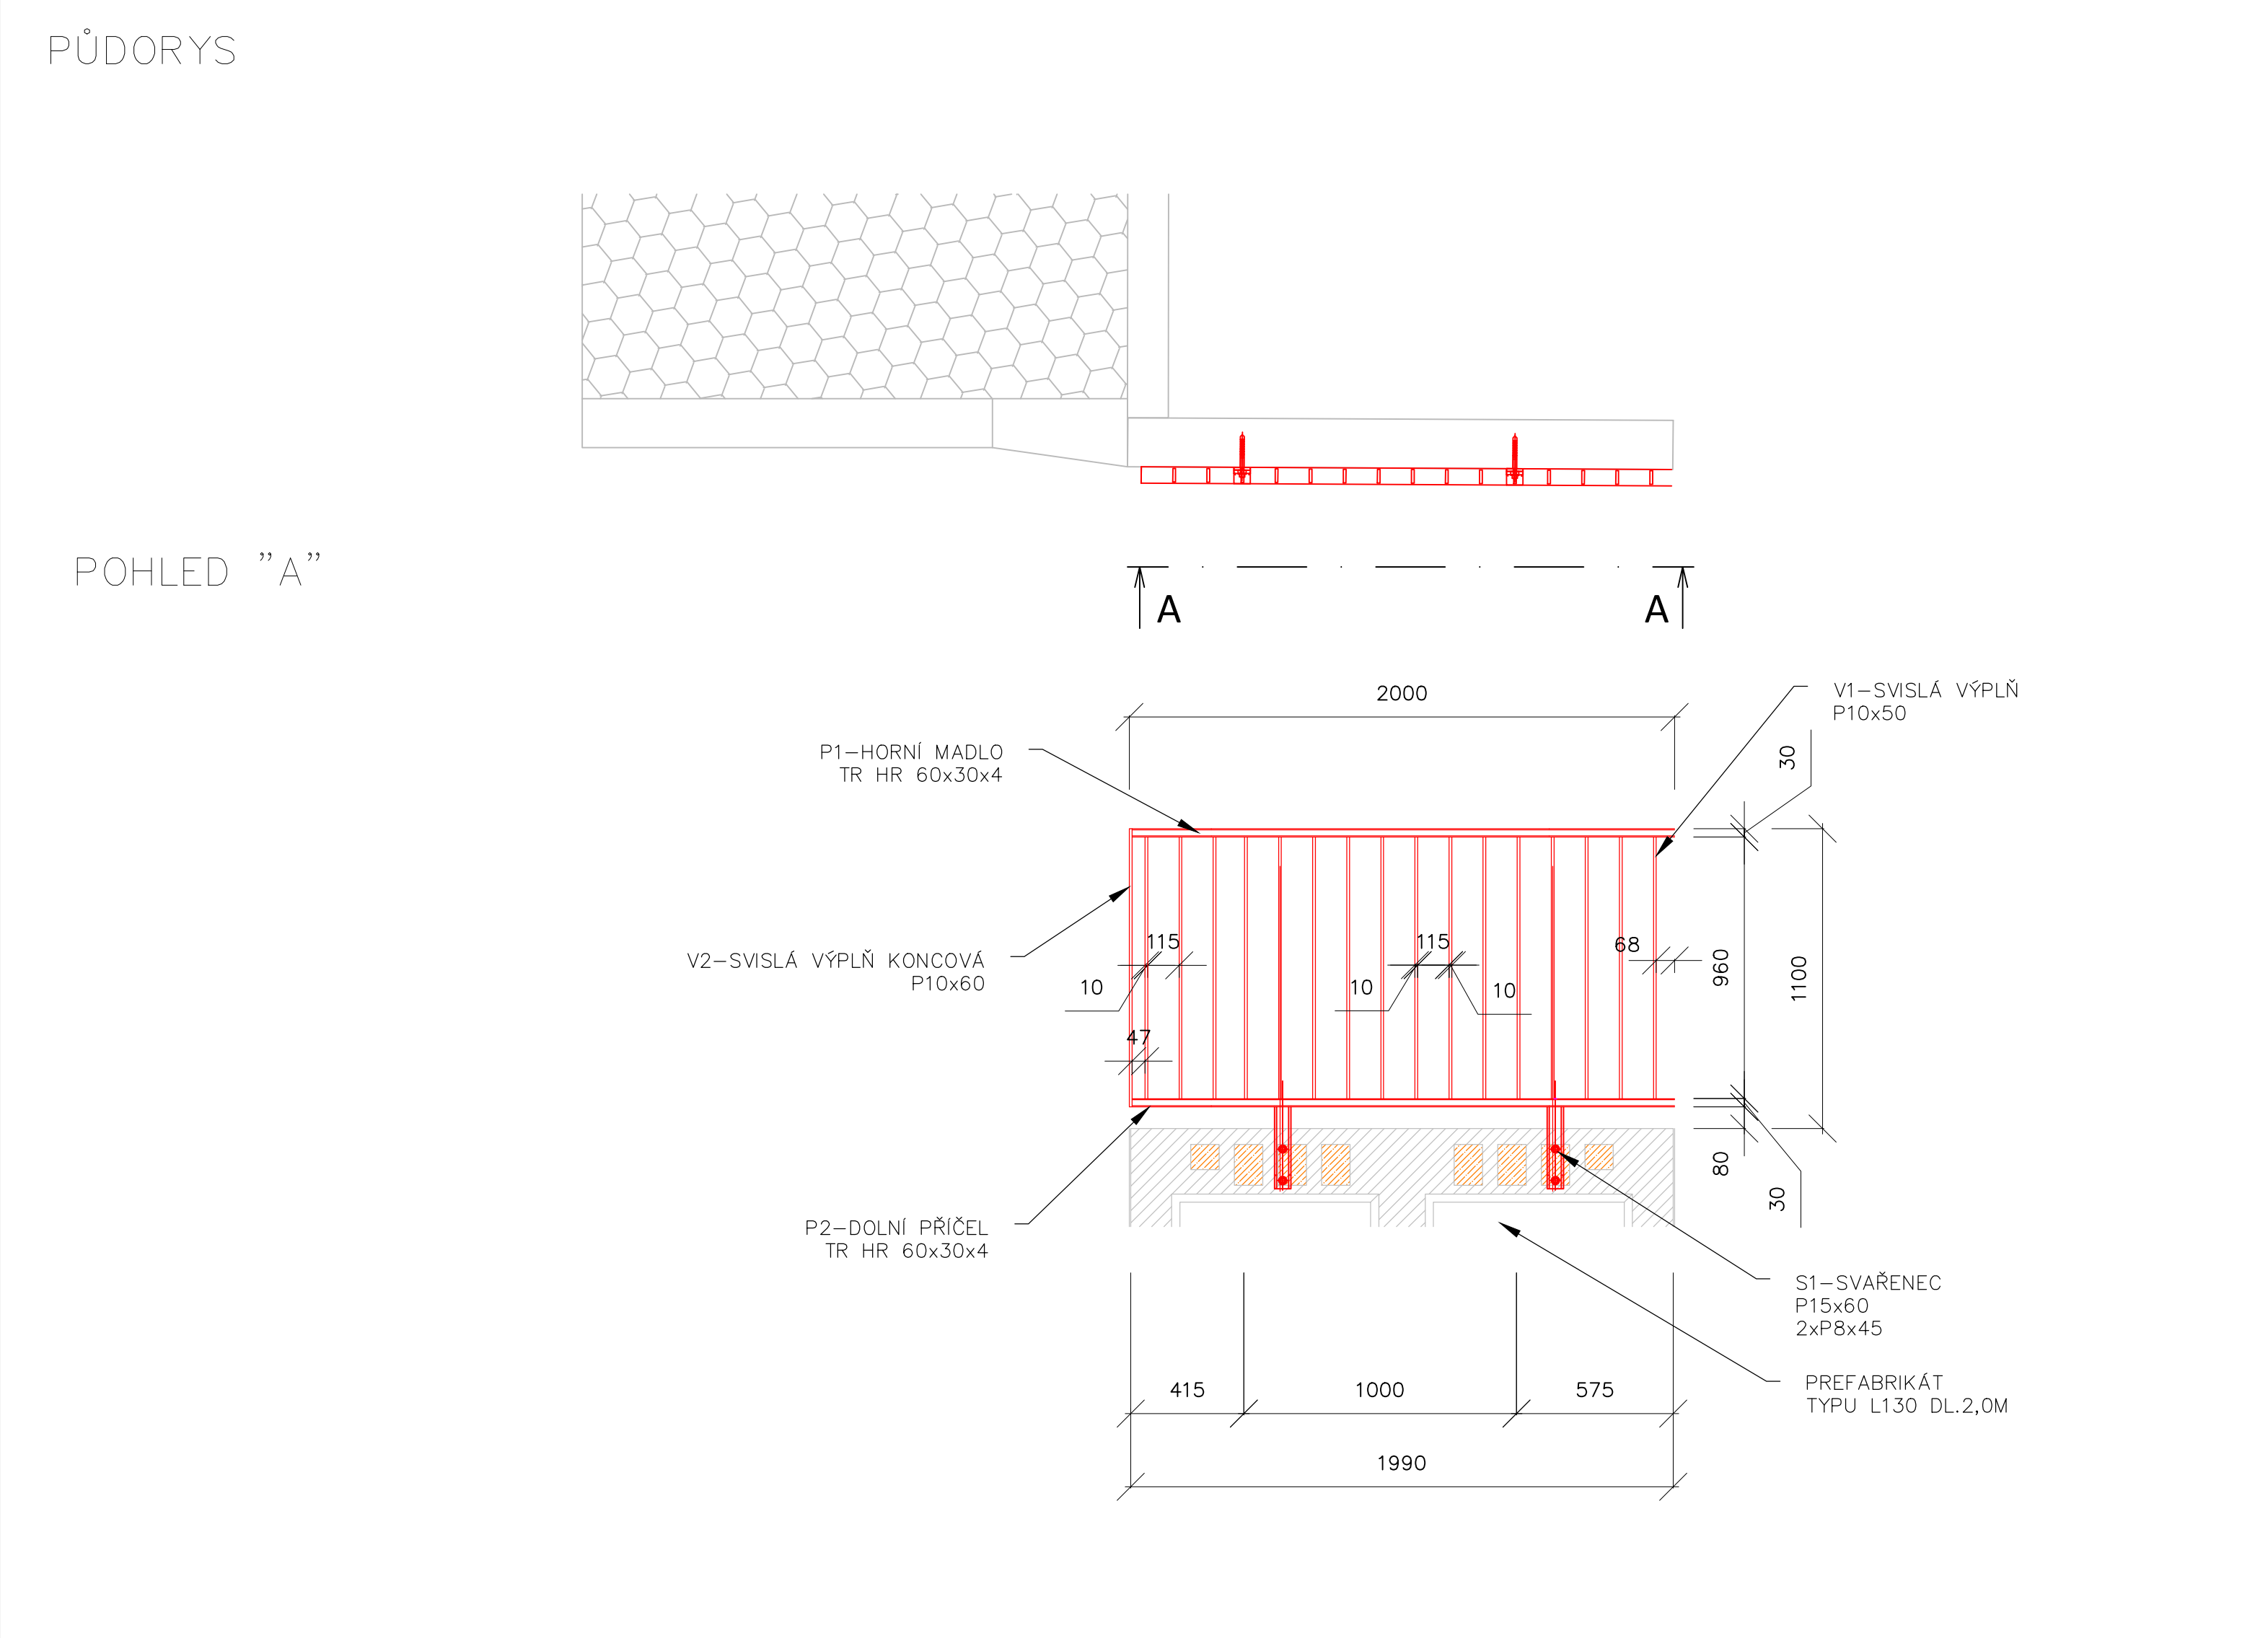 PŮDORYS
POHLED "A"
A
A
2000
V1-SVISLÁ VÝPLŇ
P10x50
P1-HORNÍ MADLO
TR HR 60x30x4
30
115
115
68
V2-SVISLÁ VÝPLŇ KONCOVÁ
P10x60
960
1100
10
10
10
47
80
30
P2-DOLNÍ PŘÍČEL
TR HR 60x30x4
S1-SVAŘENEC
P15x60
2xP8x45
415
1000
575
PREFABRIKÁT
TYPU L130 DL.2,0M
1990